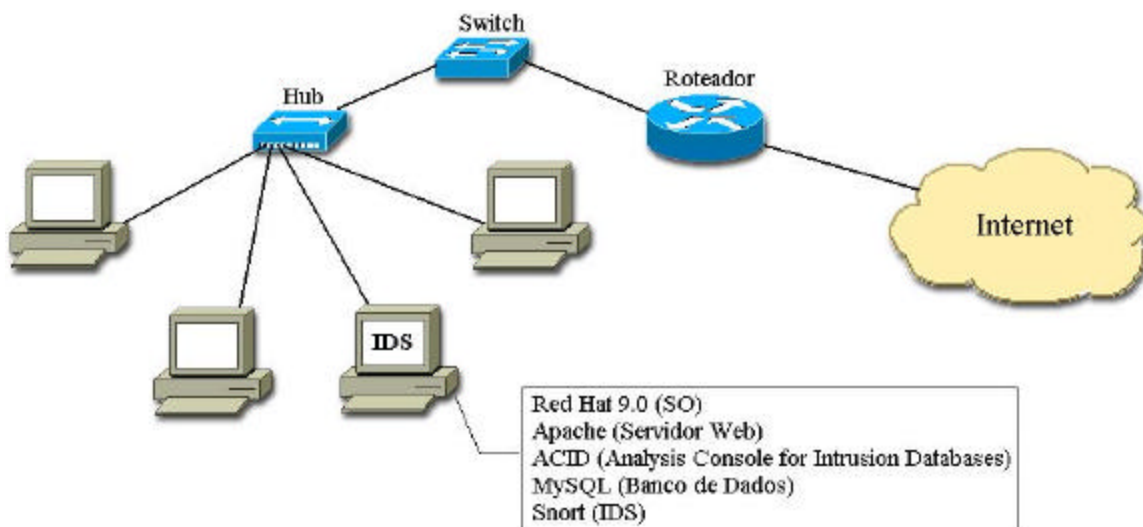 Switch
Roteador
Hub
Internet
IDS
Red Hat 9.0 (SO)
Apache (Servidor Web)
ACID (Analysis Console for Intrusion Databases)
MySQL (Banco de Dados)
Snort (IDS)